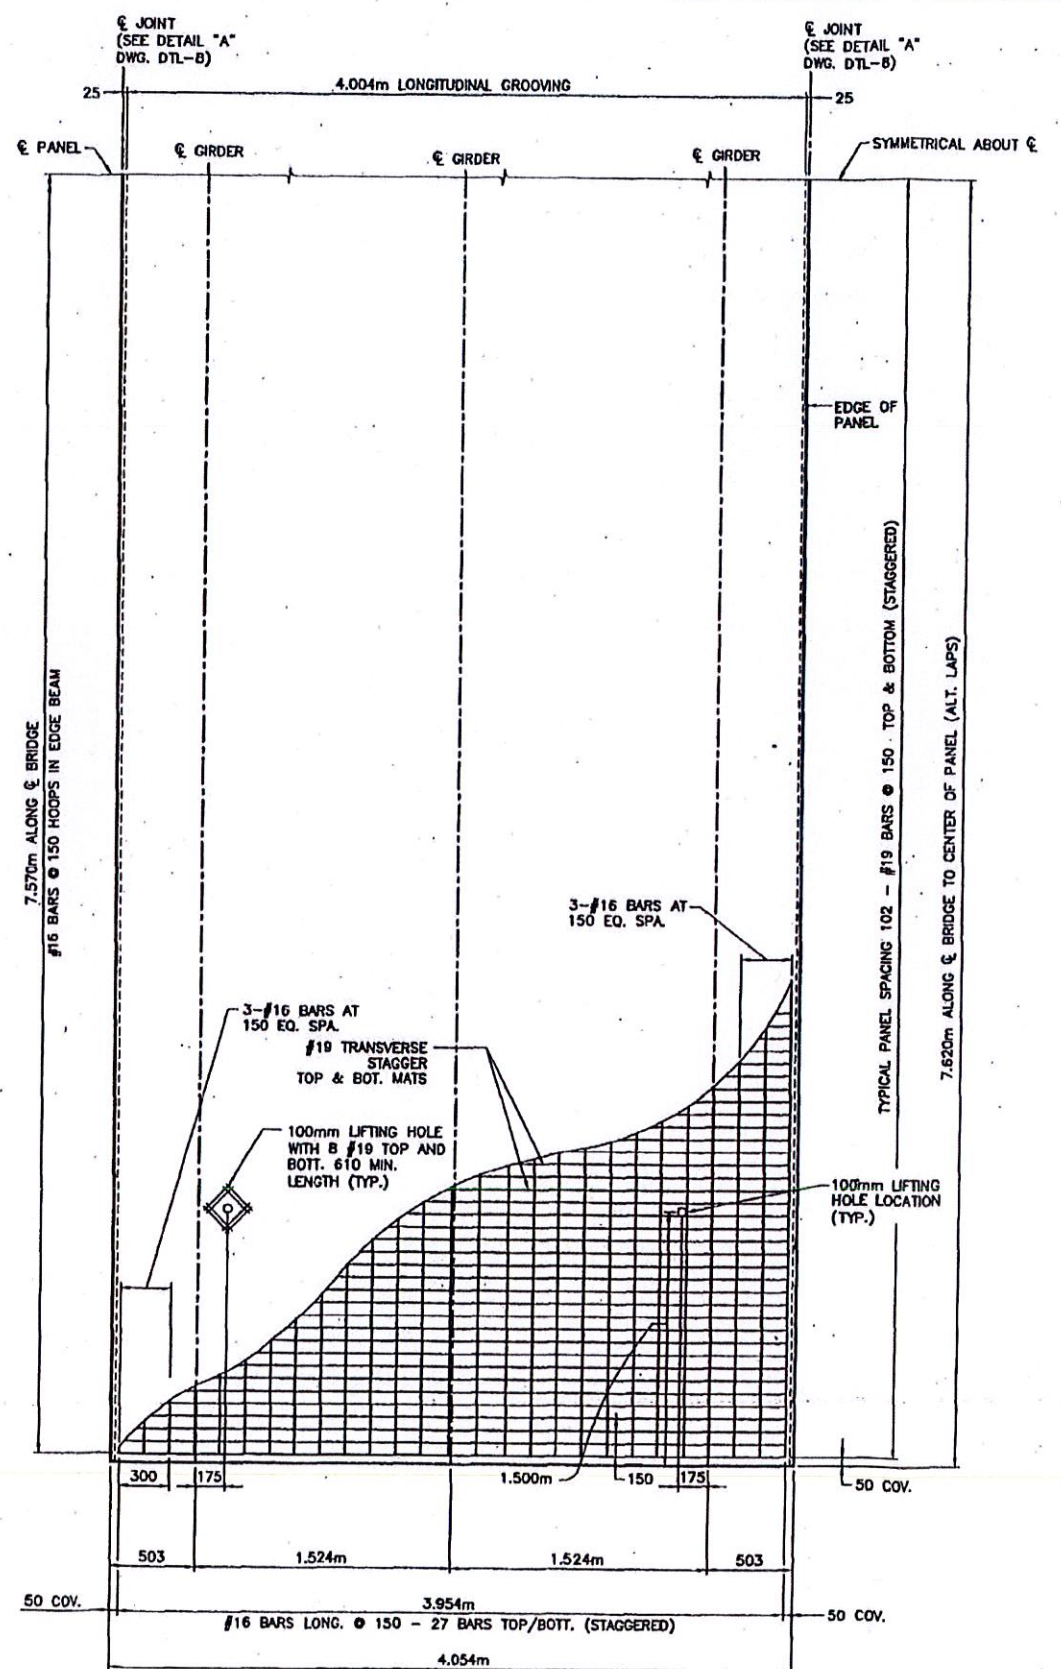 ℄ JOINT
(SEE DETAIL "A"
DWG. DTL-B)
℄ JOINT
(SEE DETAIL "A"
DWG. DTL-B)
25
4.004m LONGITUDINAL GROOVING
25
℄ PANEL
℄ GIRDER
℄ GIRDER
℄ GIRDER
SYMMETRICAL ABOUT ℄
EDGE OF
PANEL
7.570m ALONG ℄ BRIDGE
#16 BARS @ 150 HOOPS IN EDGE BEAM
TYPICAL PANEL SPACING 102 - #19 BARS @ 150 TOP & BOTTOM (STAGGERED)
7.620m ALONG ℄ BRIDGE TO CENTER OF PANEL (ALT. LAPS)
3-#16 BARS AT
150 EQ. SPA.
3-#16 BARS AT
150 EQ. SPA.
#19 TRANSVERSE
STAGGER
TOP & BOT. MATS
100mm LIFTING HOLE
WITH 8 #19 TOP AND
BOTT. 610 MIN.
LENGTH (TYP.)
100mm LIFTING
HOLE LOCATION
(TYP.)
300
175
1.500m
150
175
50 COV.
503
1.524m
1.524m
503
50 COV.
3.954m
50 COV.
#16 BARS LONG. @ 150 - 27 BARS TOP/BOTT. (STAGGERED)
4.054m